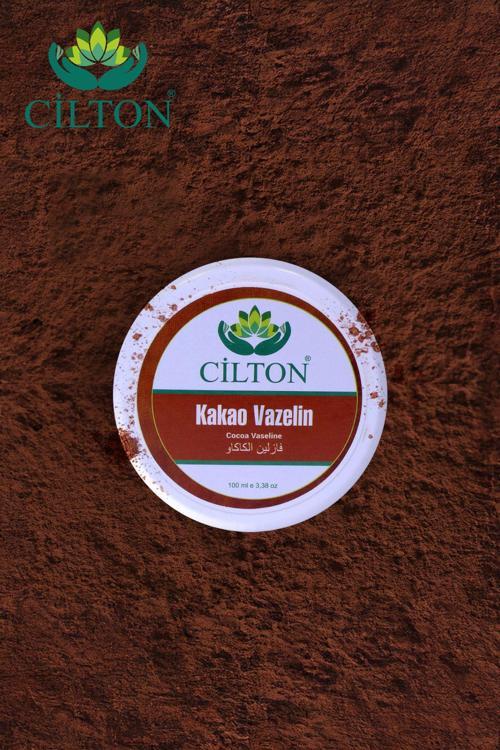 CİLTON®
CİLTON®
Kakao Vazelin
Cocoa Vaseline
فازلين الكاكاو
100 ml e 3,38 oz